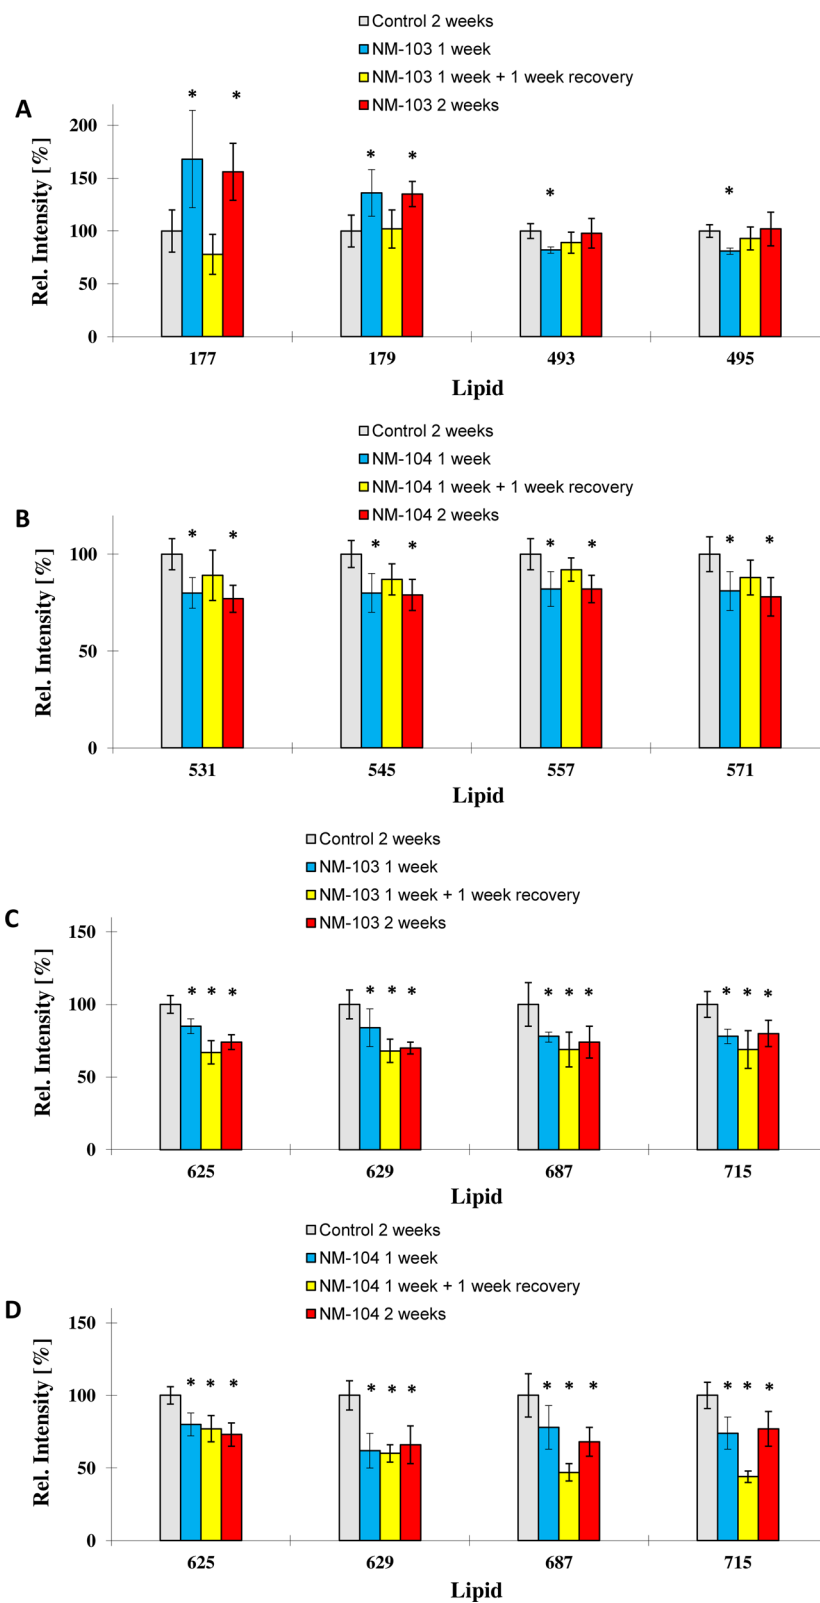 Control 2 weeks
NM-103 1 week
NM-103 1 week + 1 week recovery
NM-103 2 weeks
A
Rel. Intensity [%]
200
150
100
50
0
* * * * * *
177 179 493 495
Lipid
Control 2 weeks
NM-104 1 week
NM-104 1 week + 1 week recovery
NM-104 2 weeks
B
Rel. Intensity [%]
100
50
0
* * * * * * * *
531 545 557 571
Lipid
Control 2 weeks
NM-103 1 week
NM-103 1 week + 1 week recovery
NM-103 2 weeks
C
Rel. Intensity [%]
150
100
50
0
* * * * * * * * * * * *
625 629 687 715
Lipid
Control 2 weeks
NM-104 1 week
NM-104 1 week + 1 week recovery
NM-104 2 weeks
D
Rel. Intensity [%]
150
100
50
0
* * * * * * * * * * * *
625 629 687 715
Lipid